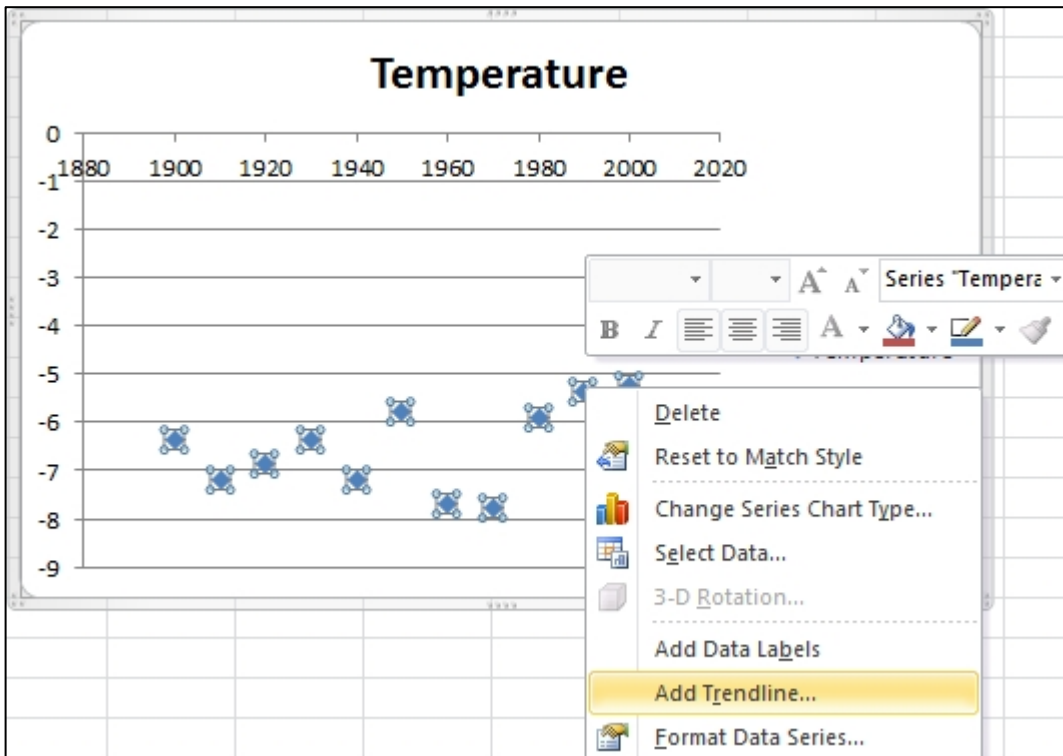 Temperature
0
1880 1900 1920 1940 1960 1980 2000 2020
-1
-2
-3
-4
-5
-6
-7
-8
-9
A A Series "Tempera
B I A
Temperature
Delete
Reset to Match Style
Change Series Chart Type...
Select Data...
3-D Rotation...
Add Data Labels
Add Trendline...
Format Data Series...